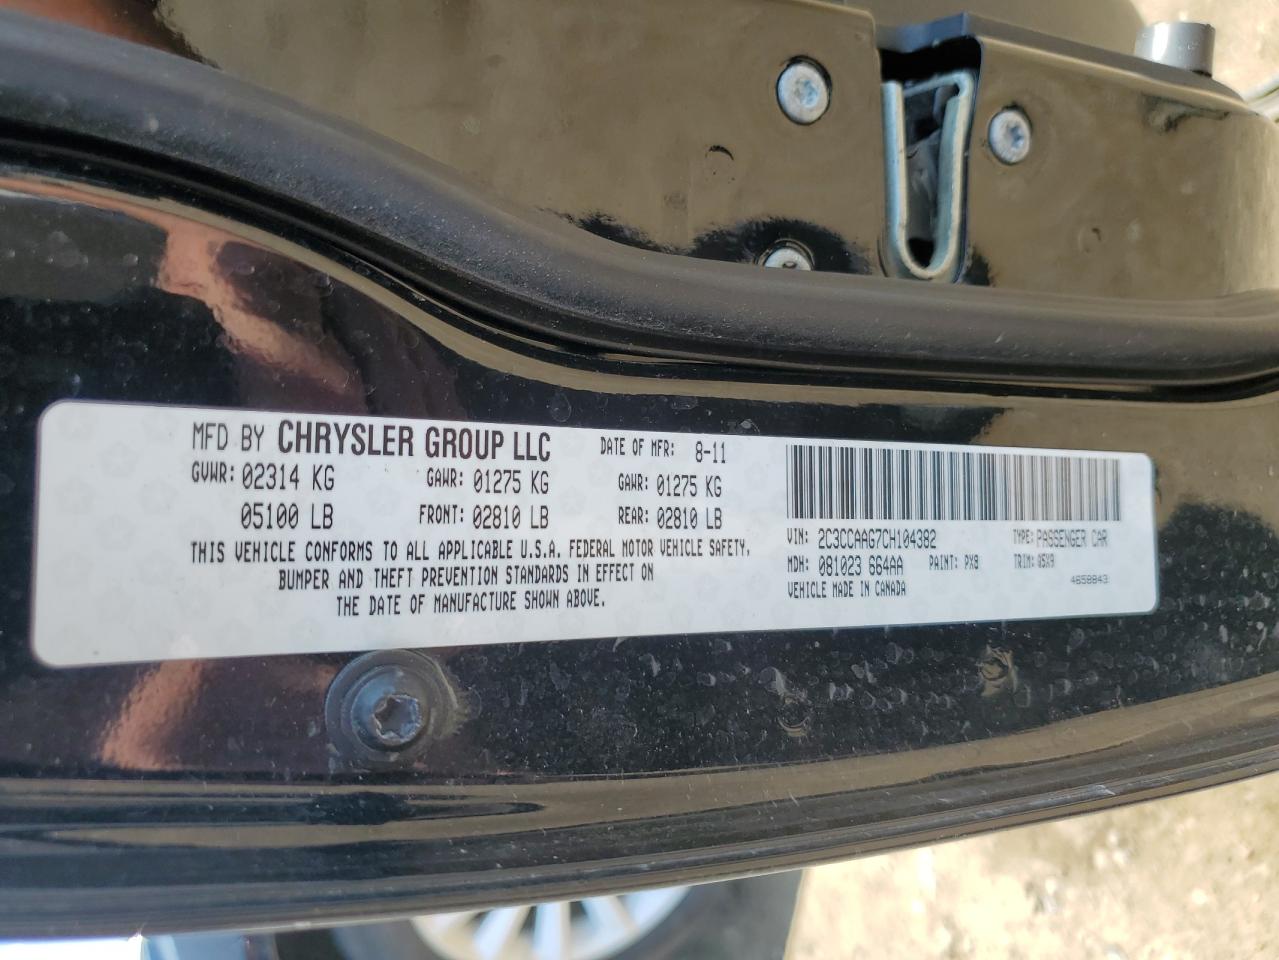 MFD BY CHRYSLER GROUP LLC DATE OF MFR: 8-11
GVWR: 02314 KG GAWR: 01275 KG GAWR: 01275 KG
05100 LB FRONT: 02810 LB REAR: 02810 LB
THIS VEHICLE CONFORMS TO ALL APPLICABLE U.S.A. FEDERAL MOTOR VEHICLE SAFETY,
BUMPER AND THEFT PREVENTION STANDARDS IN EFFECT ON
THE DATE OF MANUFACTURE SHOWN ABOVE.
VIN: 2C3CCAAG7CH104382 TYPE: PASSENGER CAR
MDH: 081023 664AA PAINT: PX8 TRIM: Q5X9
VEHICLE MADE IN CANADA 4658843